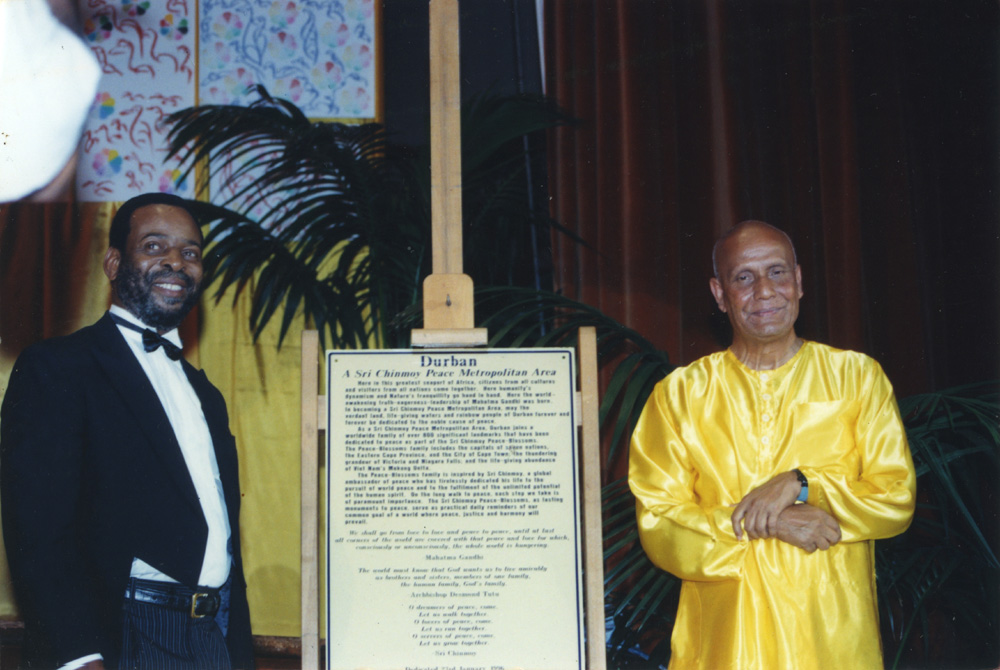 Durban
A Sri Chinmoy Peace Metropolitan Area
Here in this greatest seaport of Africa, citizens from all cultures
and visitors from all nations come together. Here humanity's
dynamism and Nature's tranquility go hand in hand. Here the world-
awakening truth-eagerness-leadership of Mahatma Gandhi was born.
In becoming a Sri Chinmoy Peace Metropolitan Area, may the
verdant land, life-giving waters and rainbow people of Durban forever and
forever be dedicated to the noble cause of peace.
As a Sri Chinmoy Peace Metropolitan Area, Durban joins a
worldwide family of over 800 significant landmarks that have been
dedicated to peace as part of the Sri Chinmoy Peace-Blossoms.
The Peace-Blossoms family includes the capitals of seven nations,
the Eastern Cape Province, and the City of Cape Town, the thundering
grandeur of Victoria and Niagara Falls, and the life-giving abundance
of Viet Nam's Mekong Delta.
The Peace-Blossoms family is inspired by Sri Chinmoy, a global
ambassador of peace who has tirelessly dedicated his life to the
pursuit of world peace and to the fulfilment of the unlimited potential
of the human spirit. On the long walk to peace, each step we take is
of paramount importance. The Sri Chinmoy Peace-Blossoms, as lasting
monuments to peace, serve as practical daily reminders of our
common goal of a world where peace, justice and harmony will
prevail.
We shall go from love to love and peace to peace, until at last
all corners of the world are covered with that peace and love for which,
consciously or unconsciously, the whole world is hungering.
Mahatma Gandhi
The world must know that God wants us to live amicably
as brothers and sisters, members of one family,
the human family, God's family.
Archbishop Desmond Tutu
O dreamers of peace, come.
Let us walk together.
O lovers of peace, come.
Let us run together.
O servers of peace, come.
Let us grow together.
Sri Chinmoy
Dedicated January, 1996